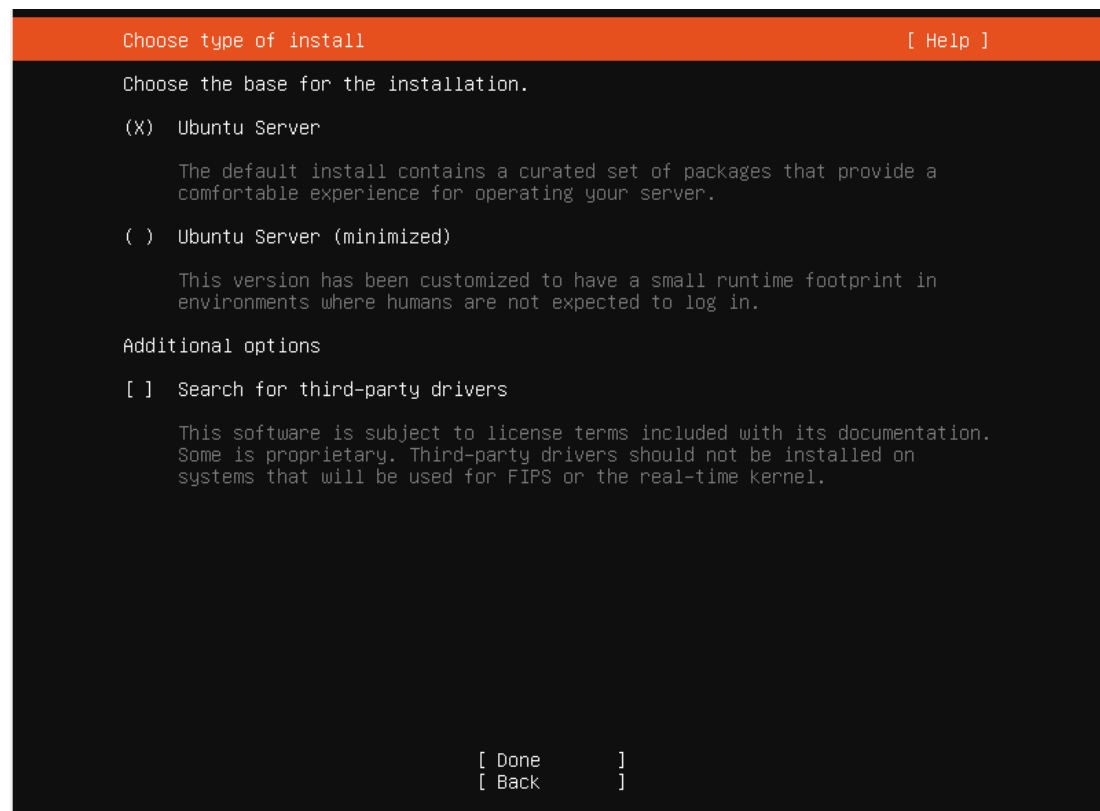 Choose type of install [ Help ]
Choose the base for the installation.
(X) Ubuntu Server
The default install contains a curated set of packages that provide a
comfortable experience for operating your server.
( ) Ubuntu Server (minimized)
This version has been customized to have a small runtime footprint in
environments where humans are not expected to log in.
Additional options
[ ] Search for third-party drivers
This software is subject to license terms included with its documentation.
Some is proprietary. Third-party drivers should not be installed on
systems that will be used for FIPS or the real-time kernel.
[ Done ]
[ Back ]